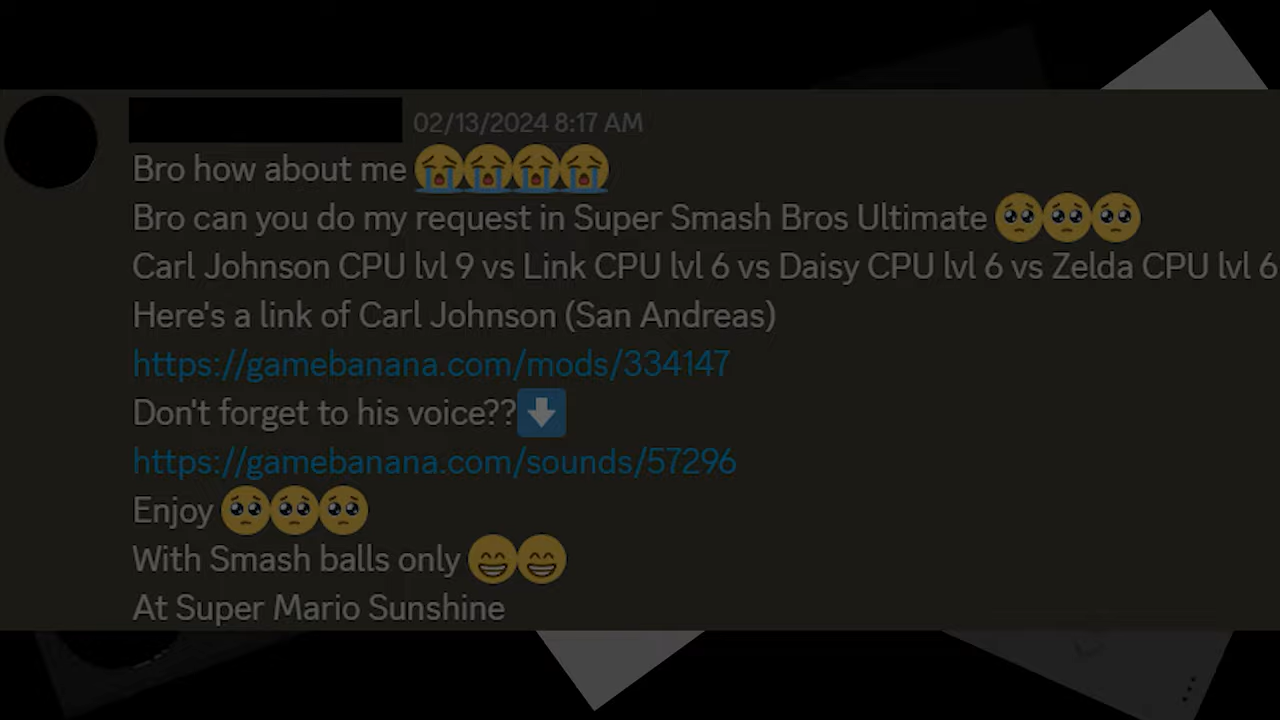 02/13/2024 8:17 AM
Bro how about me 😭😭😭😭
Bro can you do my request in Super Smash Bros Ultimate 🥺🥺🥺
Carl Johnson CPU lvl 9 vs Link CPU lvl 6 vs Daisy CPU lvl 6 vs Zelda CPU lvl 6
Here's a link of Carl Johnson (San Andreas)
https://gamebanana.com/mods/334147
Don't forget to his voice??⬇️
https://gamebanana.com/sounds/57296
Enjoy 🥺🥺🥺
With Smash balls only 😁😁
At Super Mario Sunshine